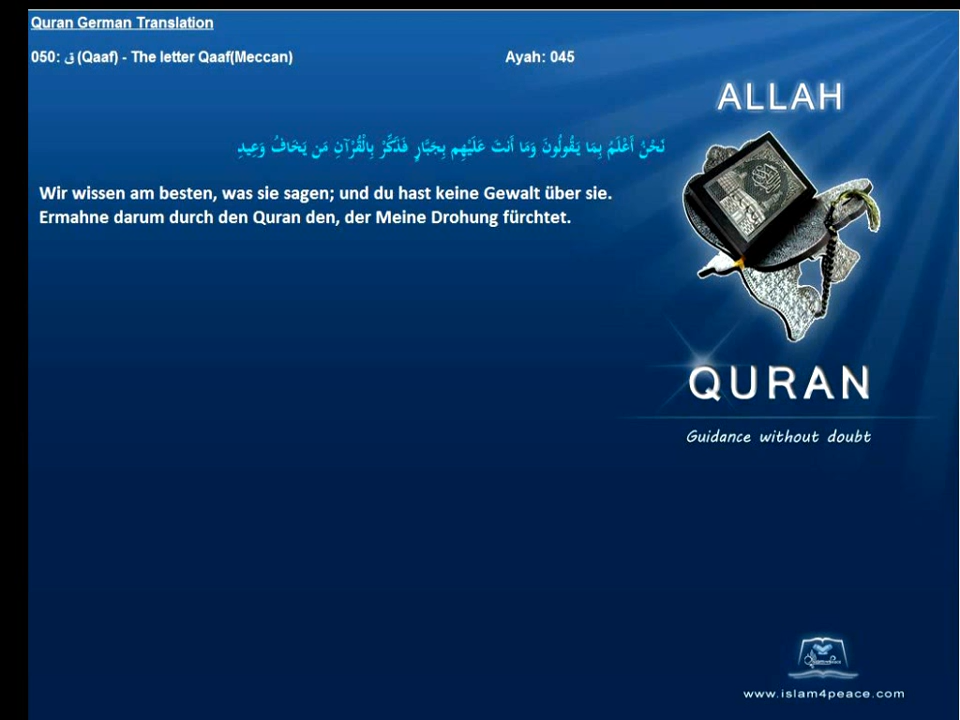 Quran German Translation
050: ق (Qaaf) - The letter Qaaf(Meccan) Ayah: 045
نَحْنُ أَعْلَمُ بِمَا يَقُولُونَ وَمَا أَنتَ عَلَيْهِم بِجَبَّارٍ فَذَكِّرْ بِالْقُرْآنِ مَن يَخَافُ وَعِيدِ
Wir wissen am besten, was sie sagen; und du hast keine Gewalt über sie.
Ermahne darum durch den Quran den, der Meine Drohung fürchtet.
ALLAH
QURAN
Guidance without doubt
www.islam4peace.com